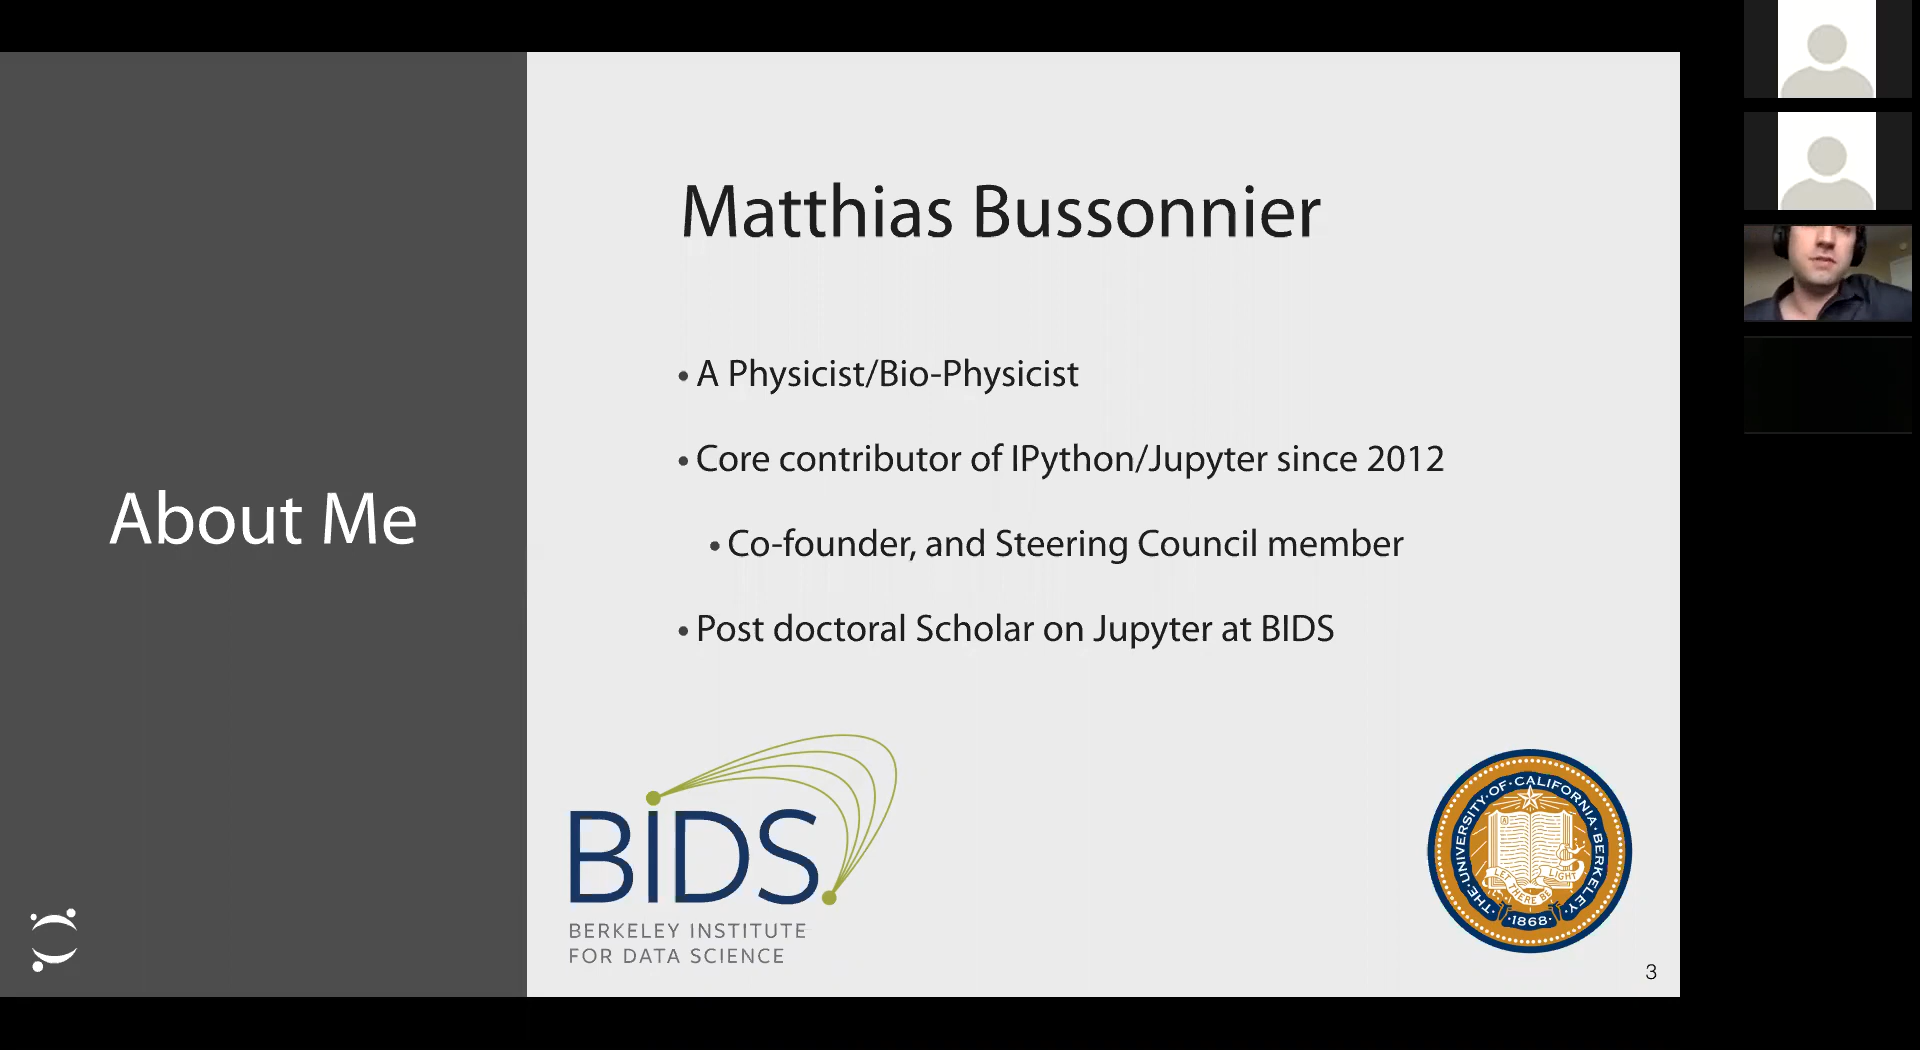 About Me
Matthias Bussonnier
• A Physicist/Bio-Physicist
• Core contributor of IPython/Jupyter since 2012
• Co-founder, and Steering Council member
• Post doctoral Scholar on Jupyter at BIDS
BIDS
BERKELEY INSTITUTE
FOR DATA SCIENCE
THE·UNIVERSITY·OF·CALIFORNIA·BERKELEY
A
LET THERE BE LIGHT
·1868·
3